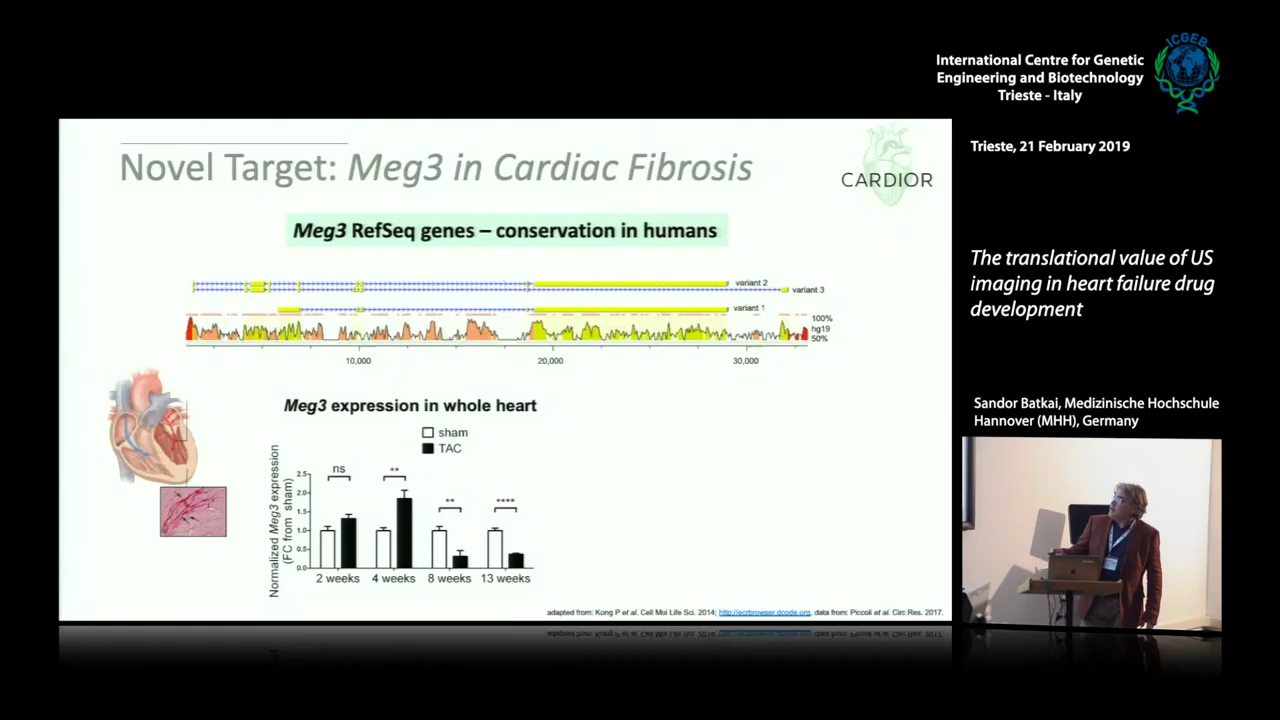 ICGEB
International Centre for Genetic
Engineering and Biotechnology
Trieste - Italy
Trieste, 21 February 2019
Novel Target: Meg3 in Cardiac Fibrosis
CARDIOR
Meg3 RefSeq genes – conservation in humans
variant 2
variant 3
variant 1
100%
hg19
50%
10,000
20,000
30,000
The translational value of US
imaging in heart failure drug
development
Meg3 expression in whole heart
sham
TAC
Normalized Meg3 expression
(FC from sham)
2.5
2.0
1.5
1.0
0.5
0.0
ns
**
**
****
2 weeks
4 weeks
8 weeks
13 weeks
Sandor Batkai, Medizinische Hochschule
Hannover (MHH), Germany
adapted from: Kong P et al. Cell Mol Life Sci. 2014; http://ecrbrowser.dcode.org, data from: Piccoli et al. Circ Res. 2017.